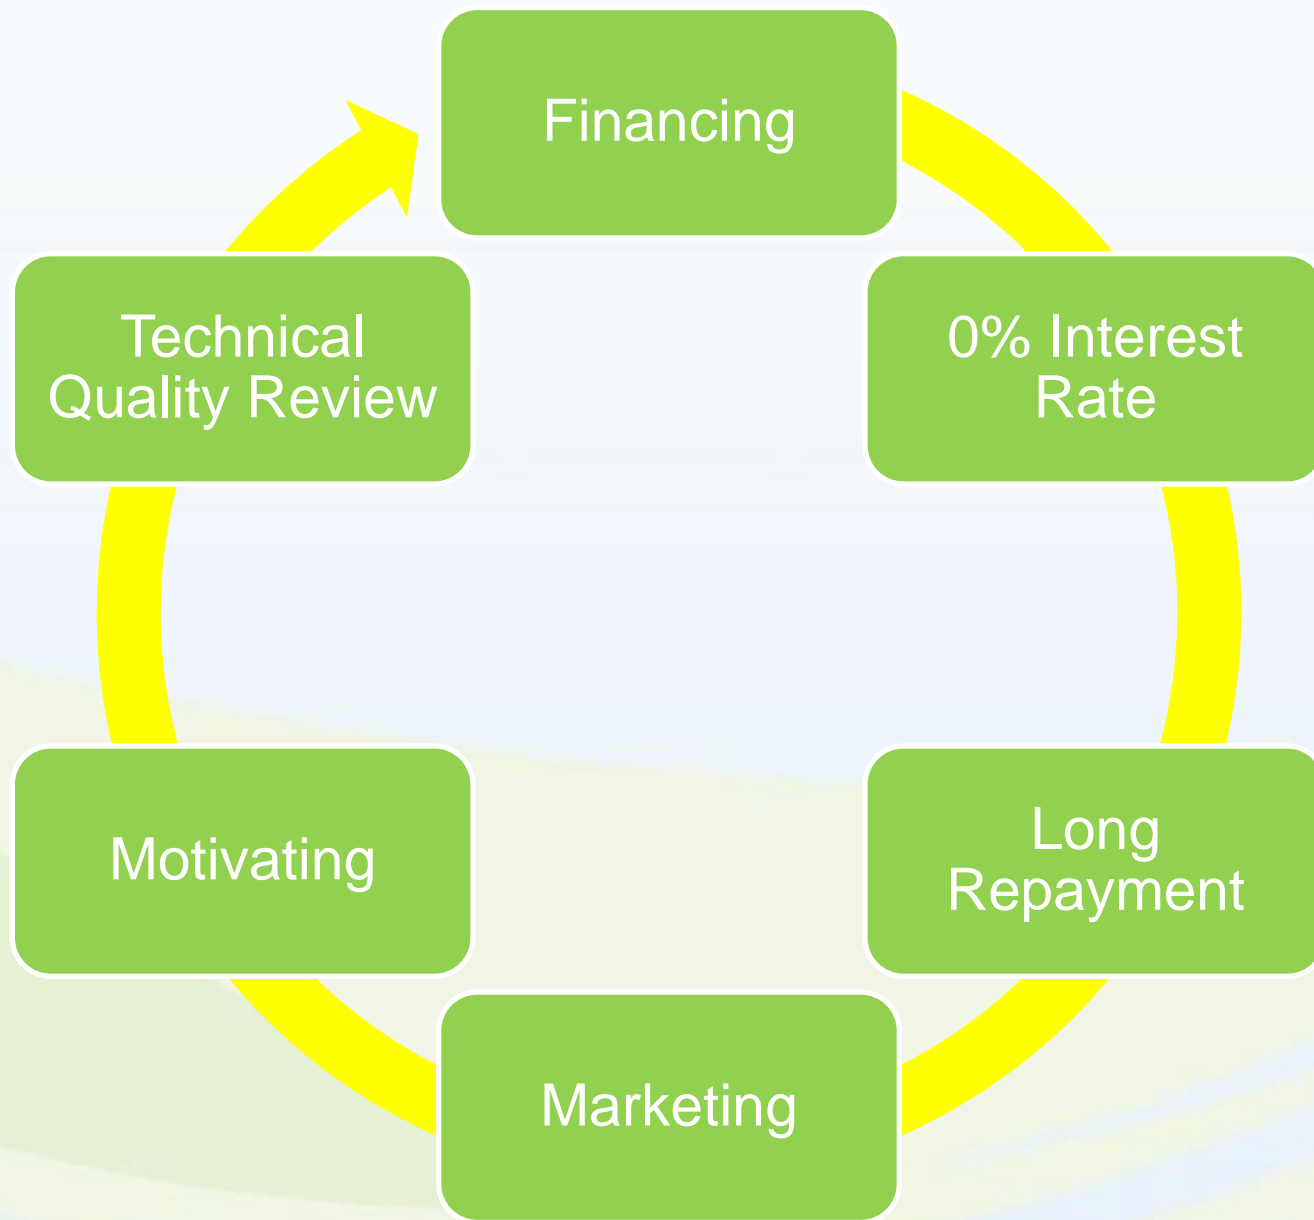 Financing
0% Interest
Rate
Long
Repayment
Marketing
Motivating
Technical
Quality Review